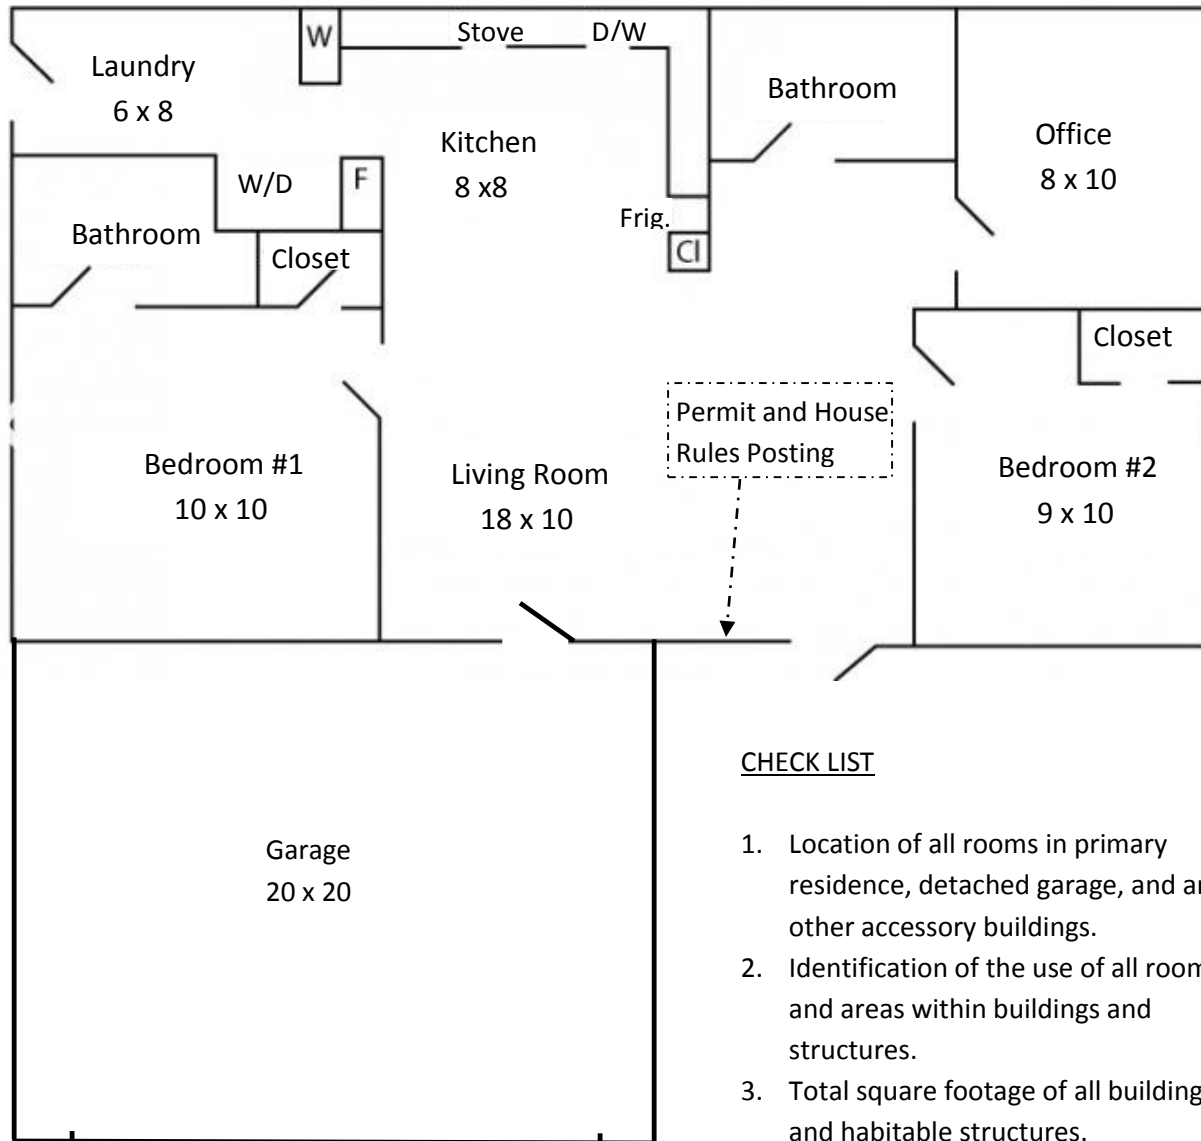 W
Stove
D/W
Laundry
6 x 8
Bathroom
Office
8 x 10
Kitchen
8 x8
W/D
F
Frig.
Bathroom
Closet
Cl
Closet
Permit and House
Rules Posting
Bedroom #1
10 x 10
Living Room
18 x 10
Bedroom #2
9 x 10
Garage
20 x 20
CHECK LIST
1. Location of all rooms in primary
residence, detached garage, and
other accessory buildings.
2. Identification of the use of all
and areas within buildings and
structures.
3. Total square footage of all building
and habitable structures.